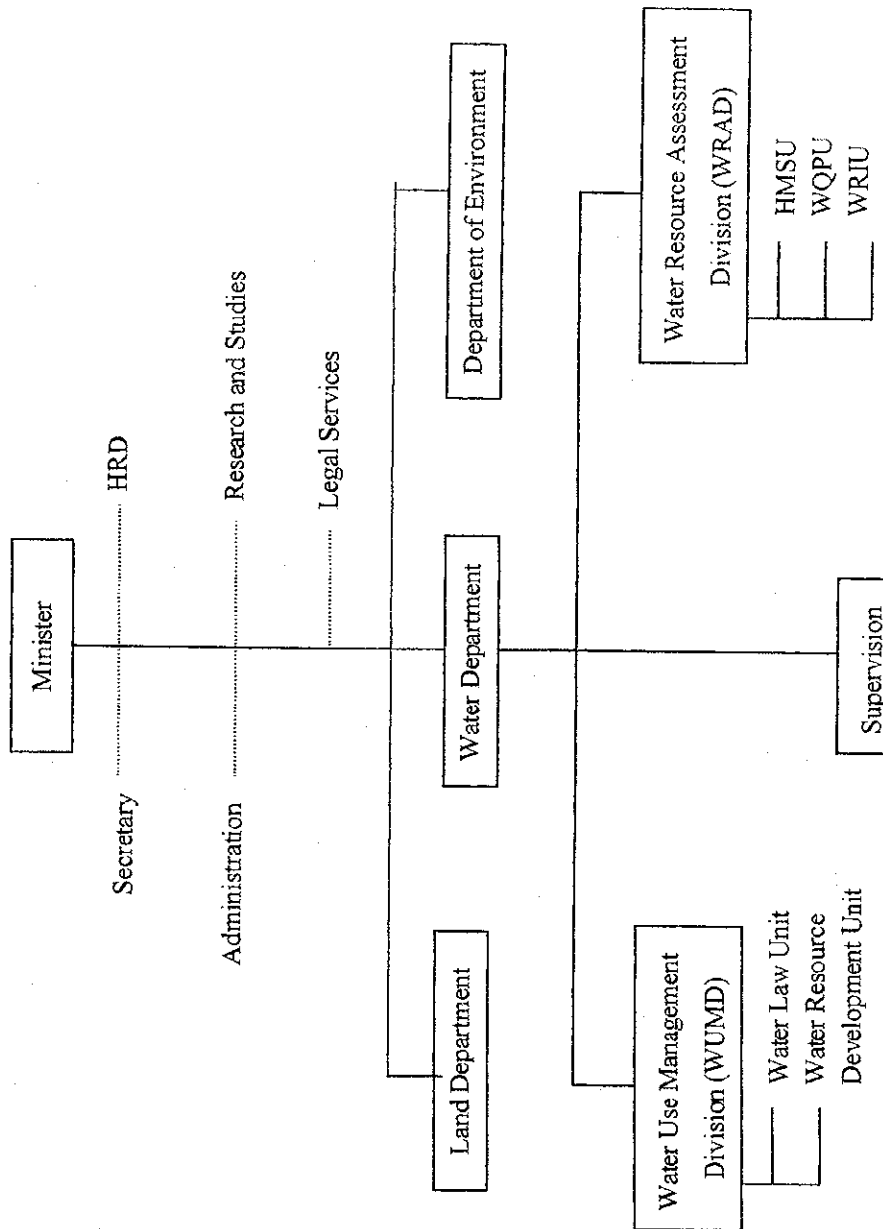 Minister
Secretary
HRD
Administration
Research and Studies
Legal Services
Land Department
Water Department
Department of Environment
Water Use Management
Division (WUMD)
Water Law Unit
Water Resource
Development Unit
Supervision
Water Resource Assessment
Division (WRAD)
HMSU
WQPU
WRIU